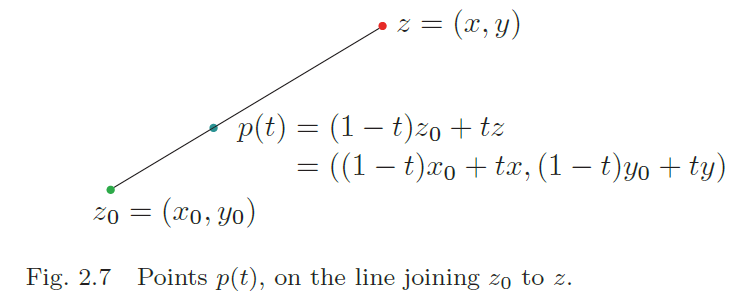 z = (x, y)
p(t) = (1 − t)z₀ + tz
= ((1 − t)x₀ + tx, (1 − t)y₀ + ty)
z₀ = (x₀, y₀)
Fig. 2.7 Points p(t), on the line joining z₀ to z.